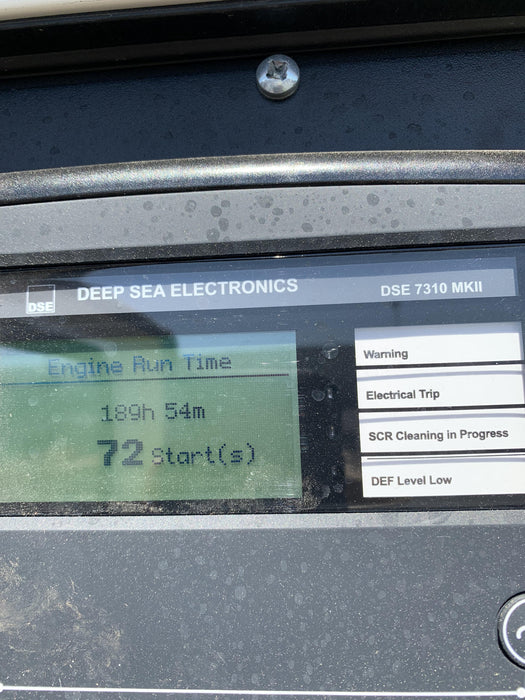 DSE
DEEP SEA ELECTRONICS
DSE 7310 MKII
Engine Run Time
189h 54m
72 Start(s)
Warning
Electrical Trip
SCR Cleaning in Progress
DEF Level Low